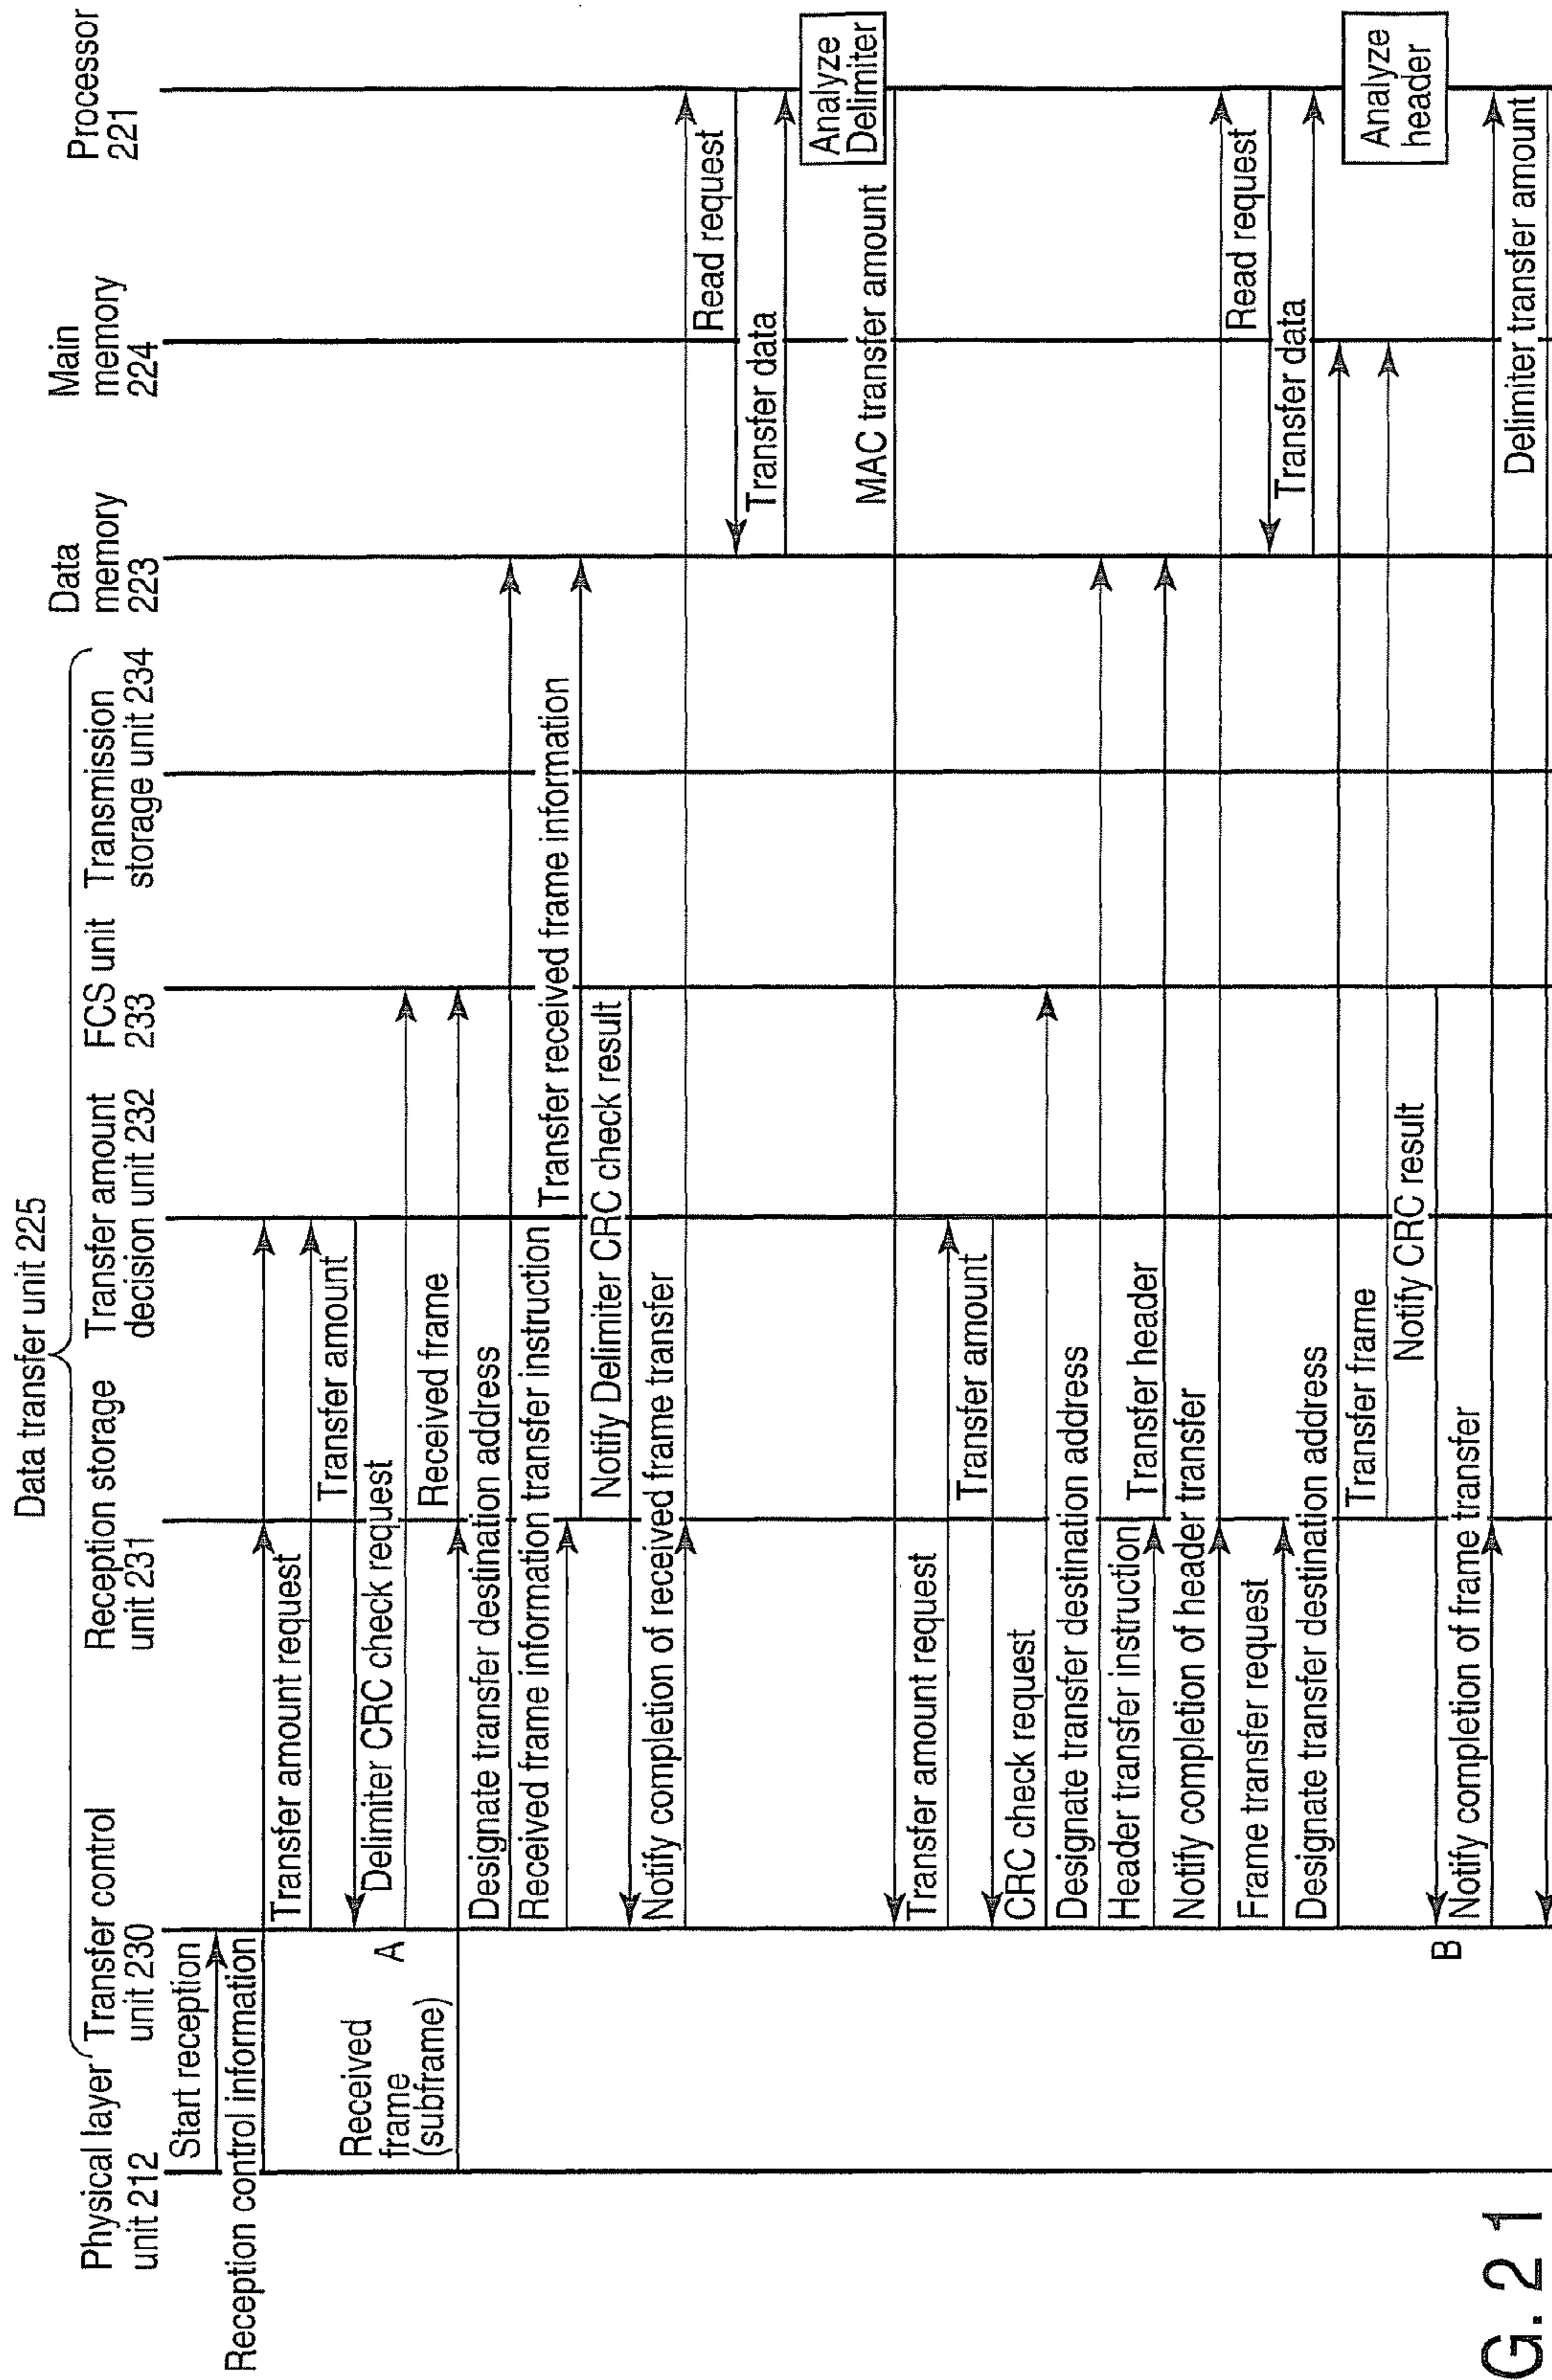 Data transfer unit 225
Physical layer
unit 212
Transfer control
unit 230
Reception storage
unit 231
Transfer amount
decision unit 232
FCS unit
233
Transmission
storage unit 234
Data
memory
223
Main
memory
224
Processor
221
Start reception
Reception control information
Transfer amount request
Transfer amount
A
Delimiter CRC check request
Received
frame
(subframe)
Received frame
Designate transfer destination address
Received frame information transfer instruction
Transfer received frame information
Notify Delimiter CRC check result
Notify completion of received frame transfer
Read request
Transfer data
Analyze
Delimiter
MAC transfer amount
Transfer amount request
Transfer amount
CRC check request
Designate transfer destination address
Header transfer instruction
Transfer header
Notify completion of header transfer
Read request
Frame transfer request
Transfer data
Designate transfer destination address
Transfer frame
Analyze
header
Notify CRC result
B
Notify completion of frame transfer
Delimiter transfer amount
G. 21